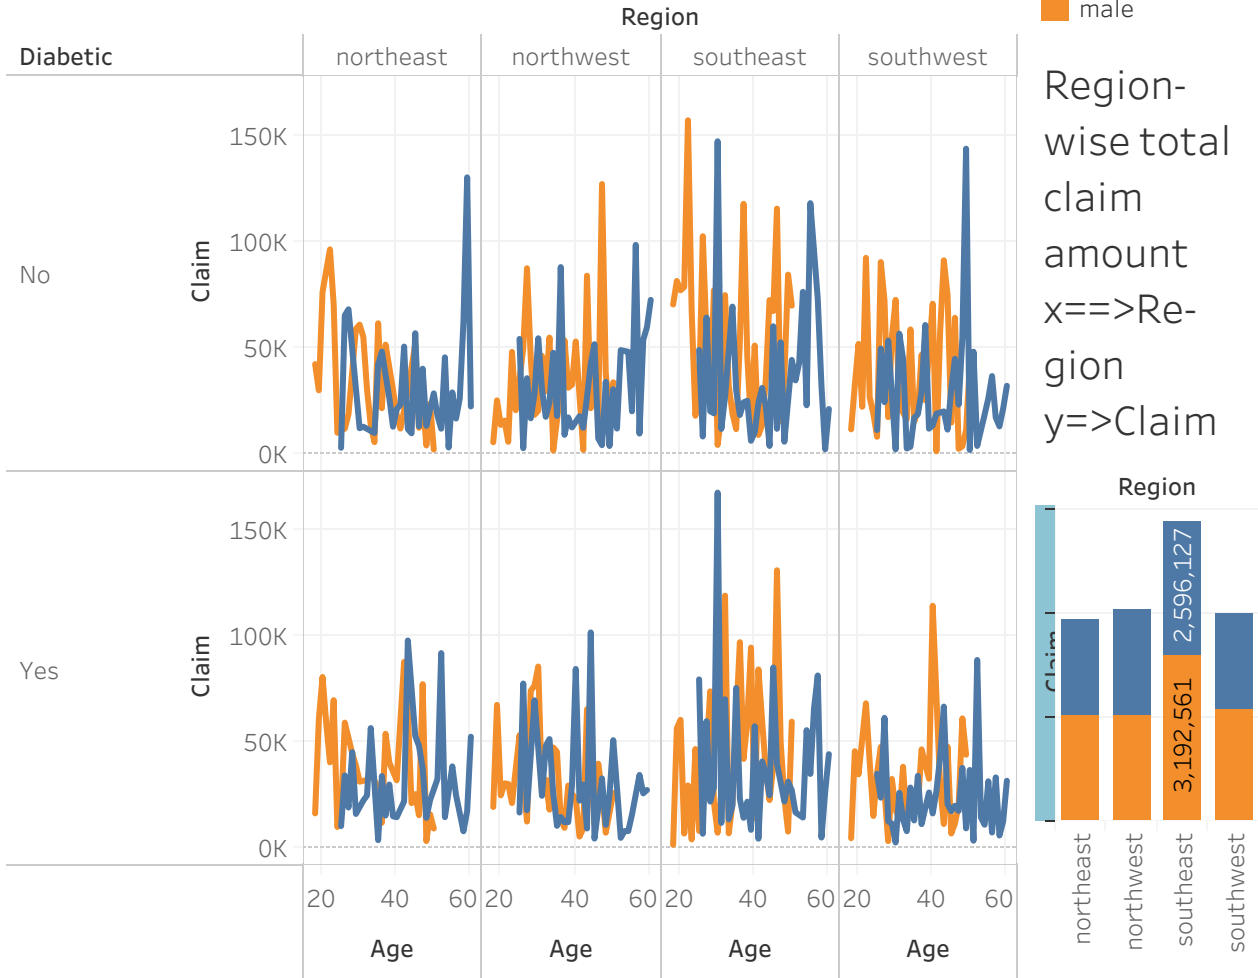 Region
Diabetic
northeast
northwest
southeast
southwest
No
Claim
150K
100K
50K
0K
Yes
Claim
150K
100K
50K
0K
20 40 60
20 40 60
20 40 60
20 40 60
Age
Age
Age
Age
male
Region-
wise total
claim
amount
x==>Re-
gion
y=>Claim
Region
Claim
2,596,127
3,192,561
northeast
northwest
southeast
southwest